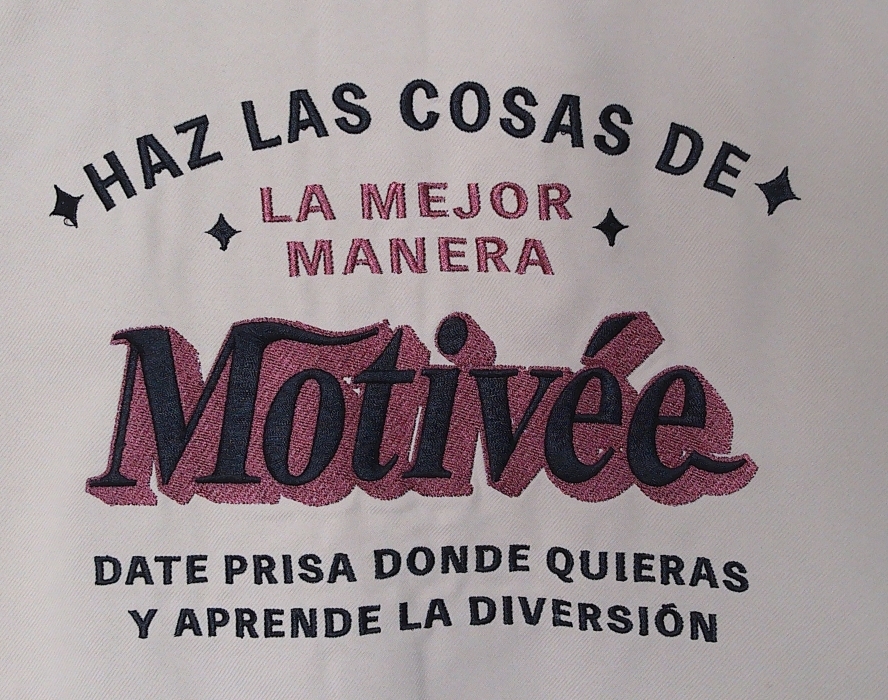 HAZ LAS COSAS DE
LA MEJOR
MANERA
Motivée
DATE PRISA DONDE QUIERAS
Y APRENDE LA DIVERSIÓN